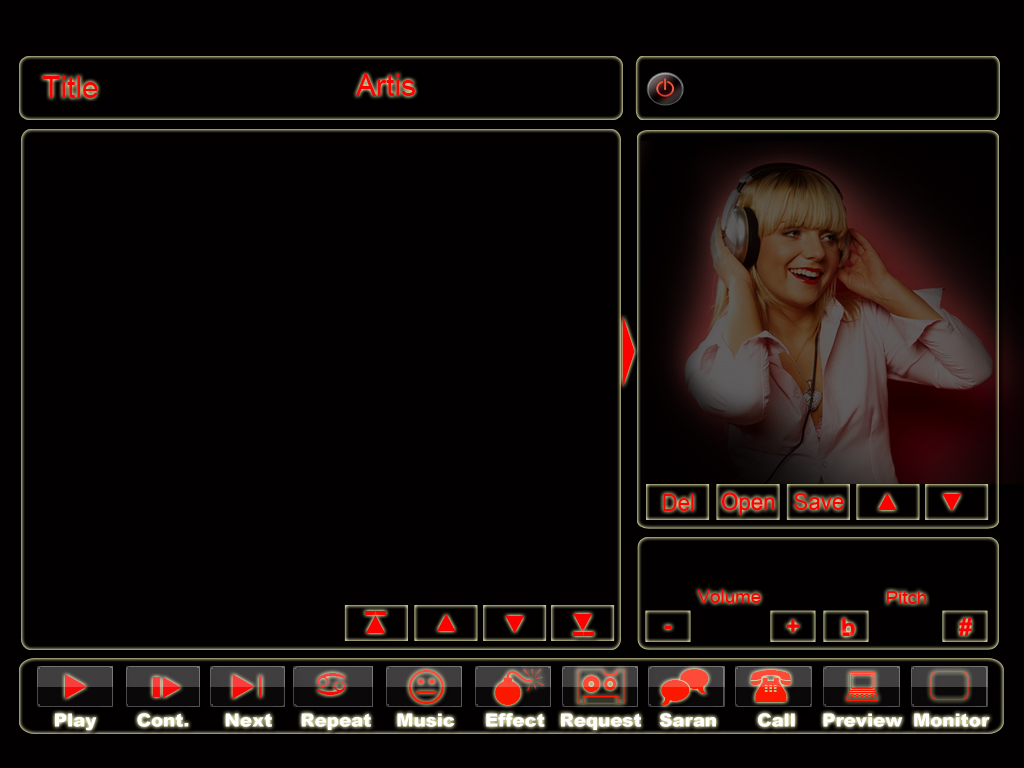 Title Artis
Del Open Save
Volume Pitch
- + b #
Play Cont. Next Repeat Music Effect Request Saran Call Preview Monitor